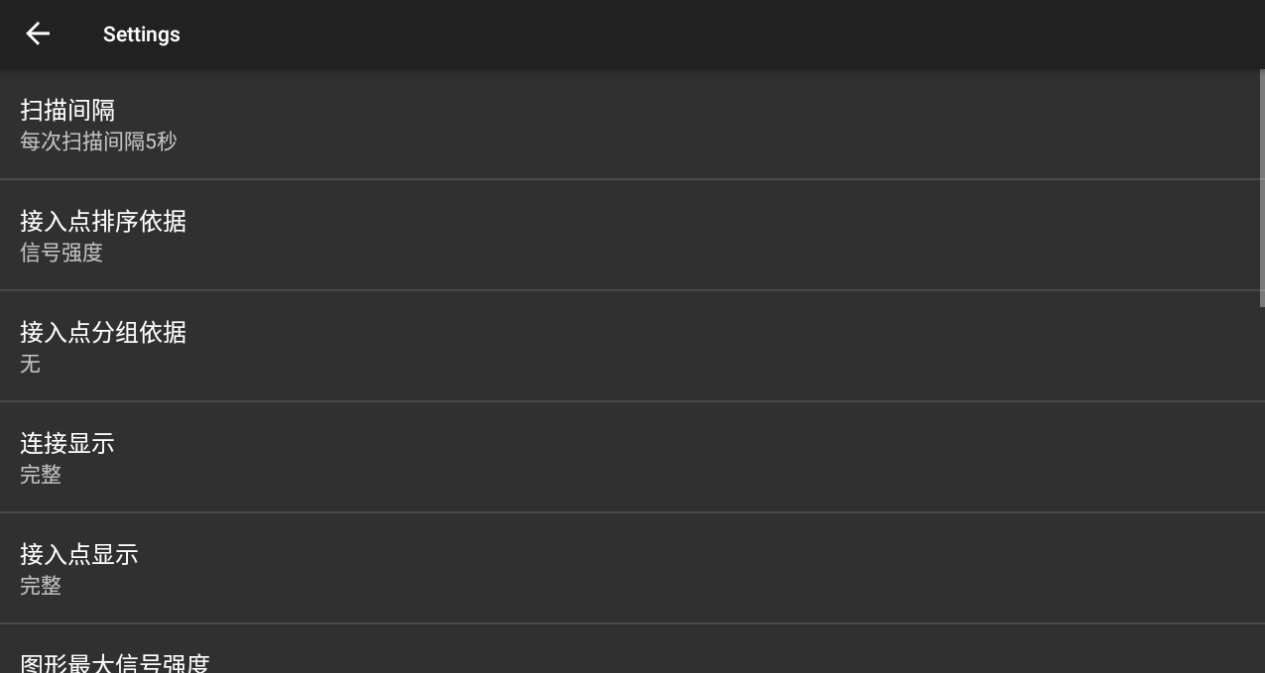 Settings
扫描间隔
每次扫描间隔5秒
接入点排序依据
信号强度
接入点分组依据
无
连接显示
完整
接入点显示
完整
图形最大信号强度